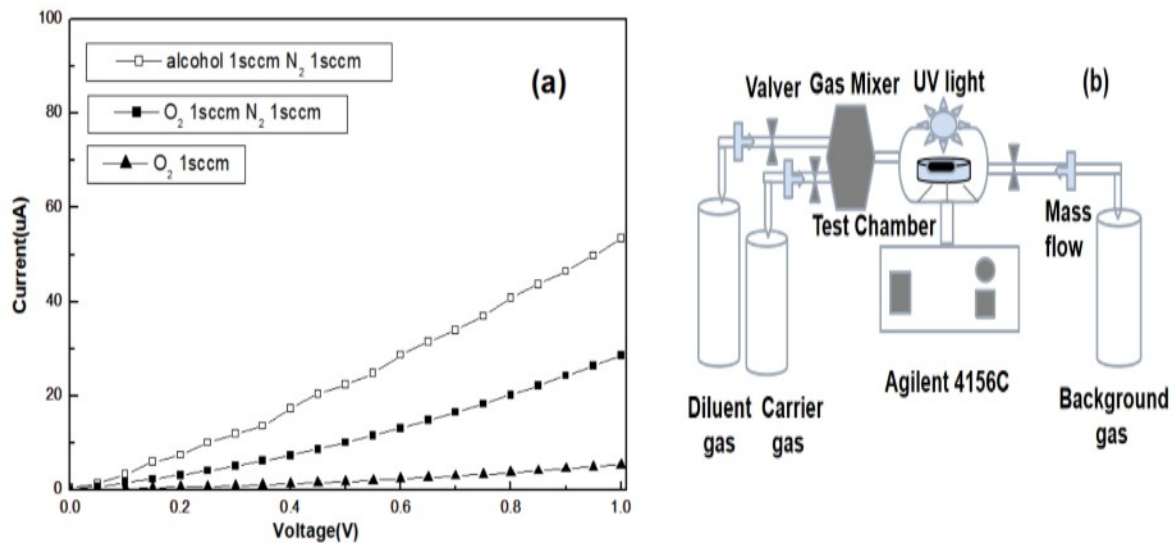 100
80
60
40
20
0
Current(uA)
alcohol 1sccm N₂ 1sccm
O₂ 1sccm N₂ 1sccm
O₂ 1sccm
(a)
0.0 0.2 0.4 0.6 0.8 1.0
Voltage(V)
(b)
Valver Gas Mixer UV light
Test Chamber
Mass
flow
Agilent 4156C
Diluent
gas
Carrier
gas
Background
gas